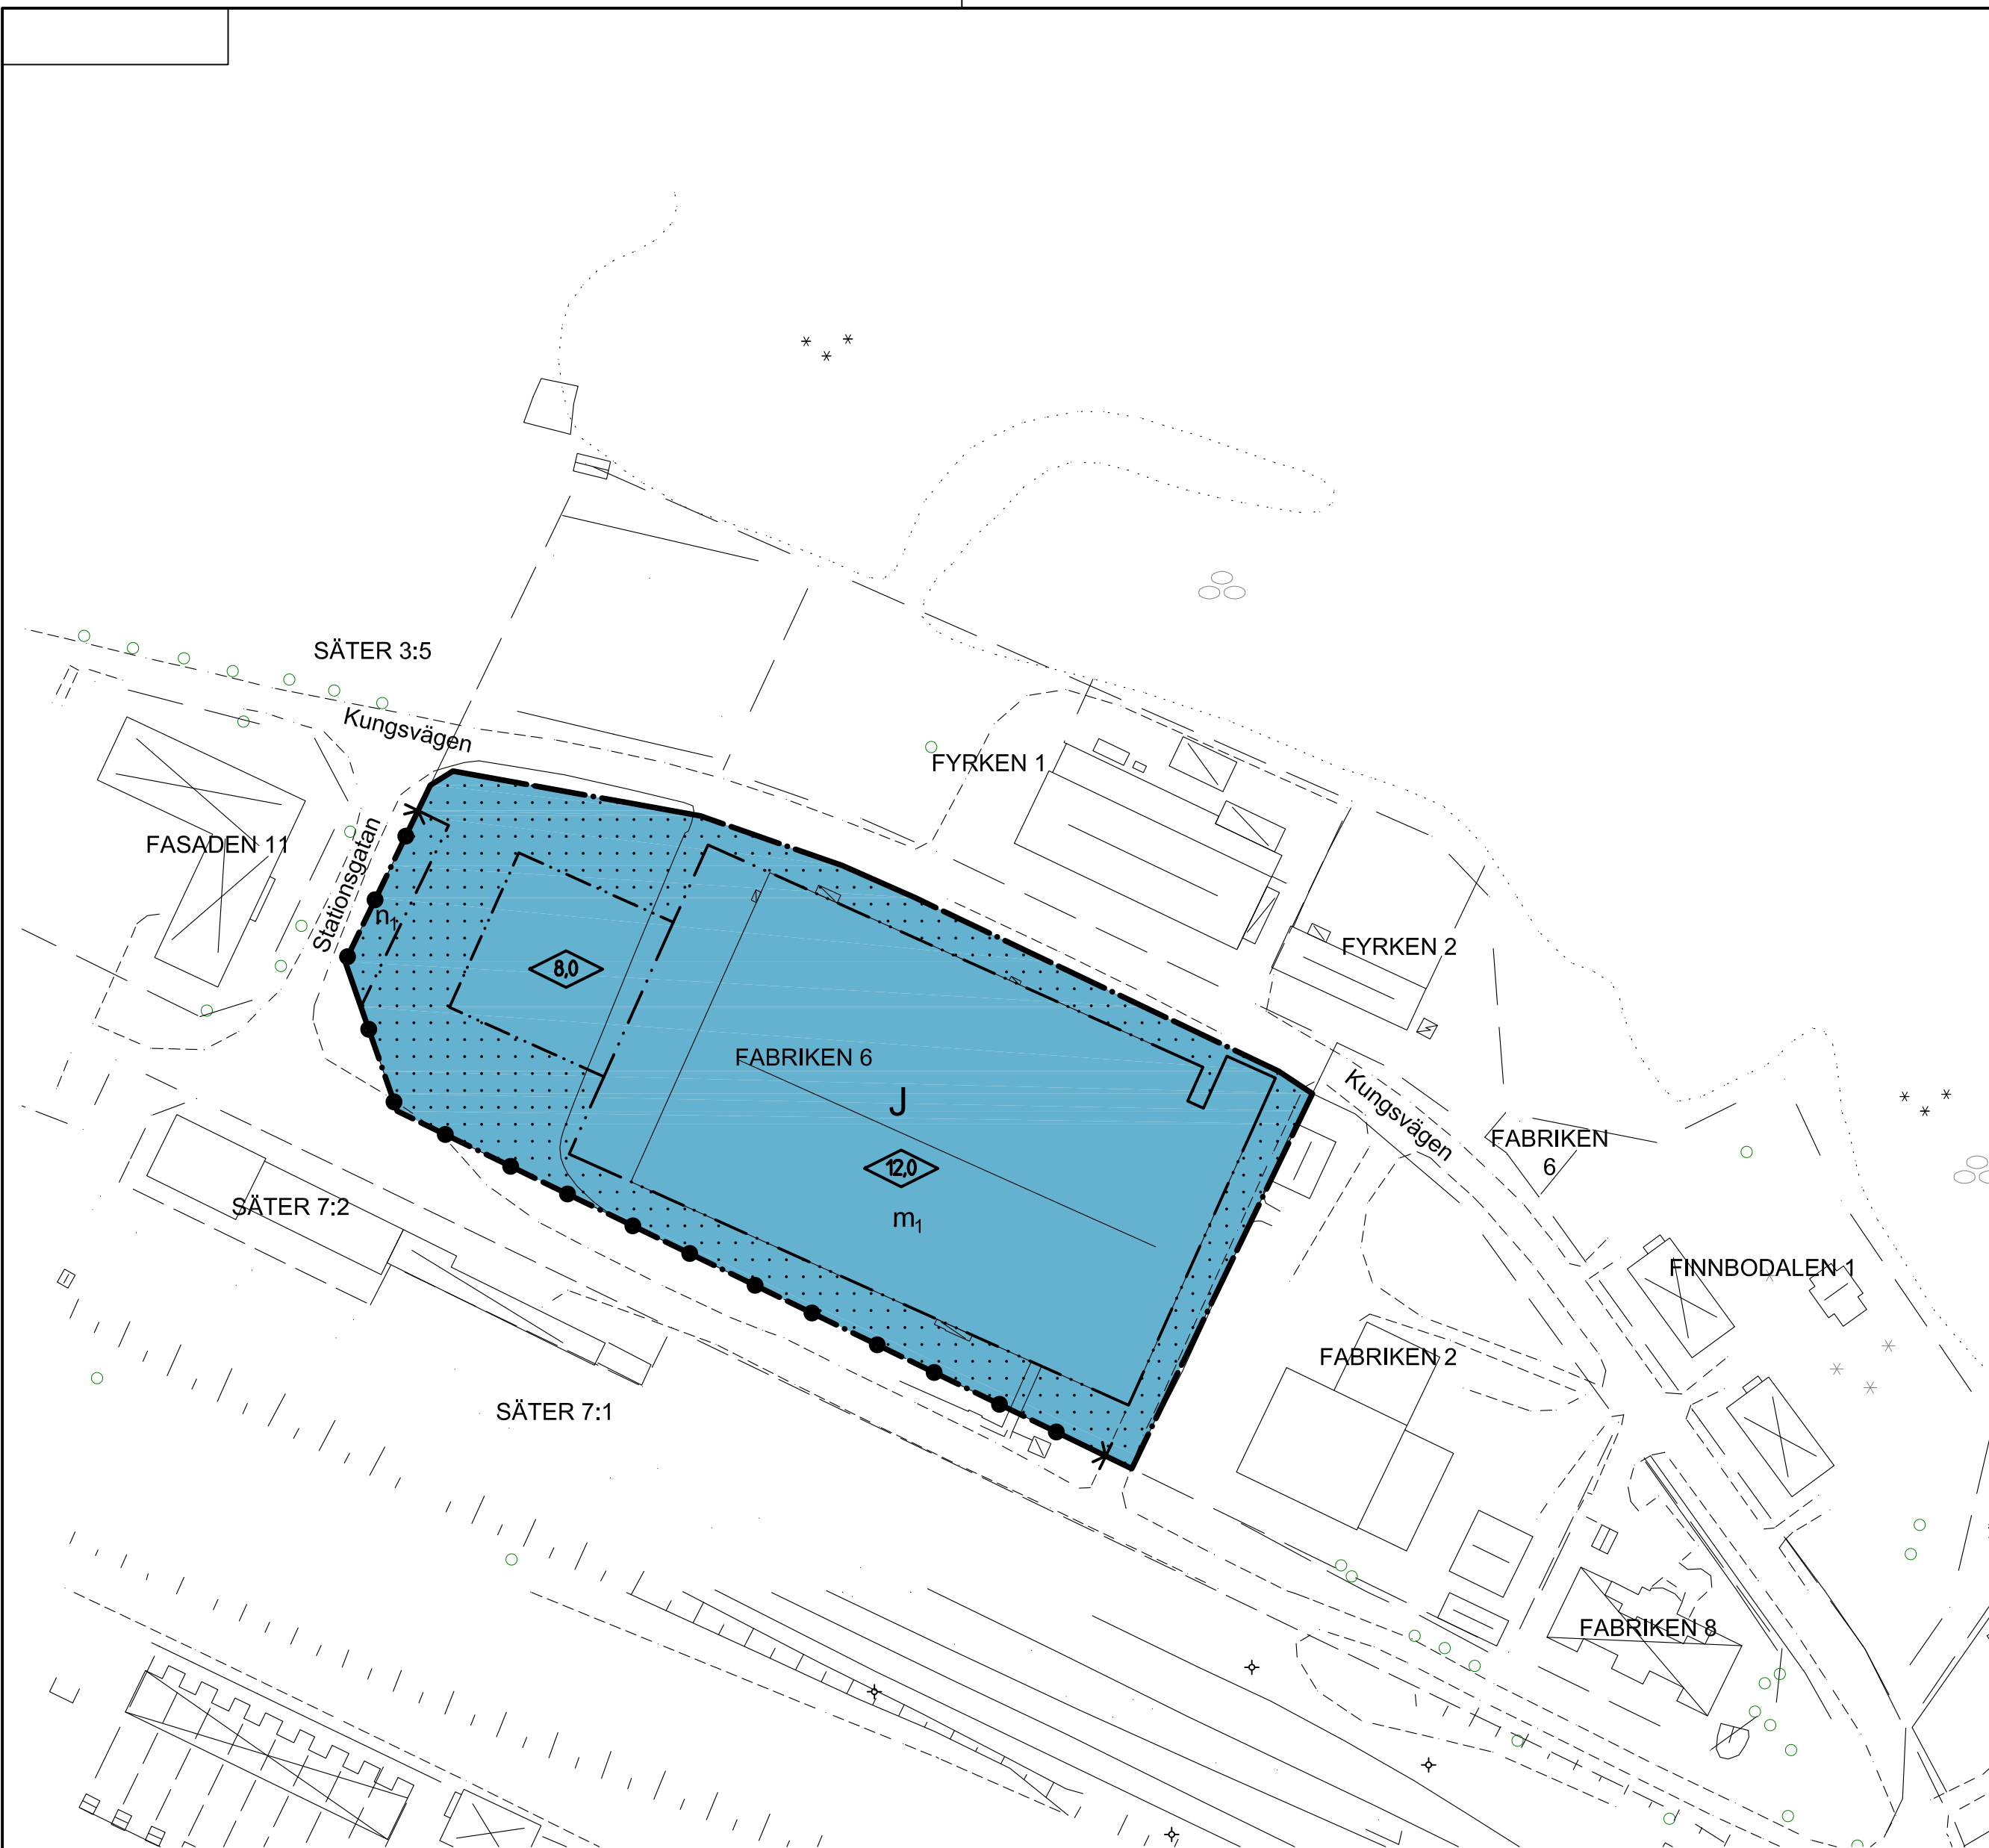 SÄTER 3:5
Kungsvägen
FYRKEN 1
FASADEN 11
Stationsgatan
n1
FYRKEN 2
8,0
FABRIKEN 6
J
Kungsvägen
FABRIKEN
6
12,0
SÄTER 7:2
m1
FINNBODALEN 1
FABRIKEN 2
SÄTER 7:1
FABRIKEN 8